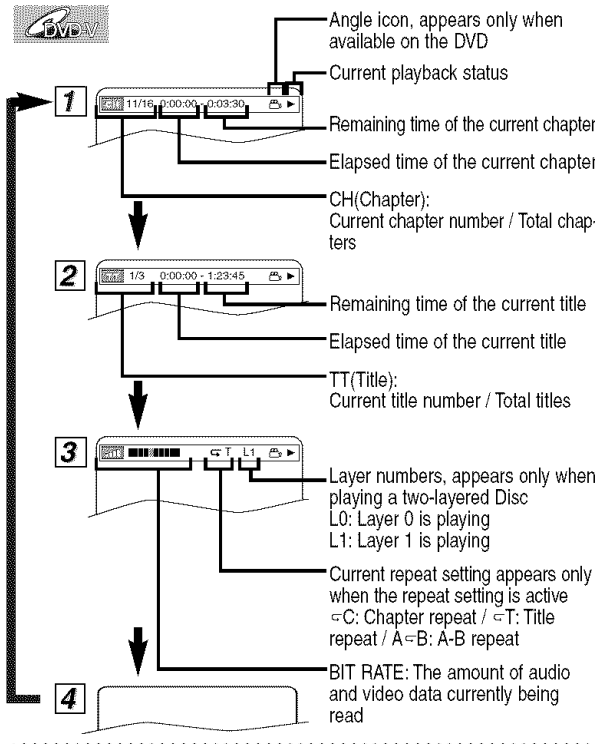 DVD-V
Angle icon, appears only when
available on the DVD
Current playback status
1
11/16 0:00:00 - 0:03:30
Remaining time of the current chapter
Elapsed time of the current chapter
CH(Chapter):
Current chapter number / Total chap-
ters
2
1/3 0:00:00 - 1:23:45
Remaining time of the current title
Elapsed time of the current title
TT(Title):
Current title number / Total titles
3
T L1
Layer numbers, appears only when
playing a two-layered Disc
L0: Layer 0 is playing
L1: Layer 1 is playing
Current repeat setting appears only
when the repeat setting is active
C: Chapter repeat / T: Title
repeat / A B: A-B repeat
BIT RATE: The amount of audio
and video data currently being
read
4